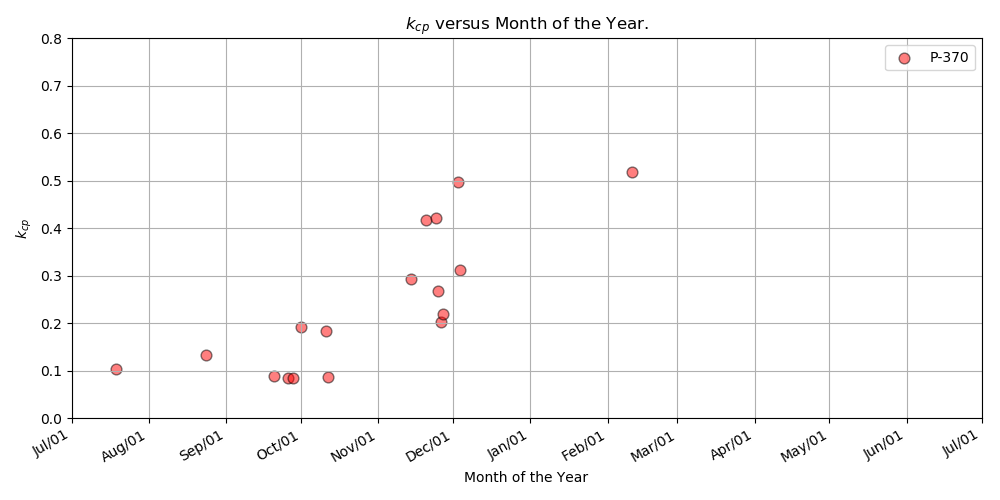 k_cp versus Month of the Year.
0.8
P-370
0.7
0.6
0.5
0.4
k_cp
0.3
0.2
0.1
0.0
Jul/01 Aug/01 Sep/01 Oct/01 Nov/01 Dec/01 Jan/01 Feb/01 Mar/01 Apr/01 May/01 Jun/01 Jul/01
Month of the Year